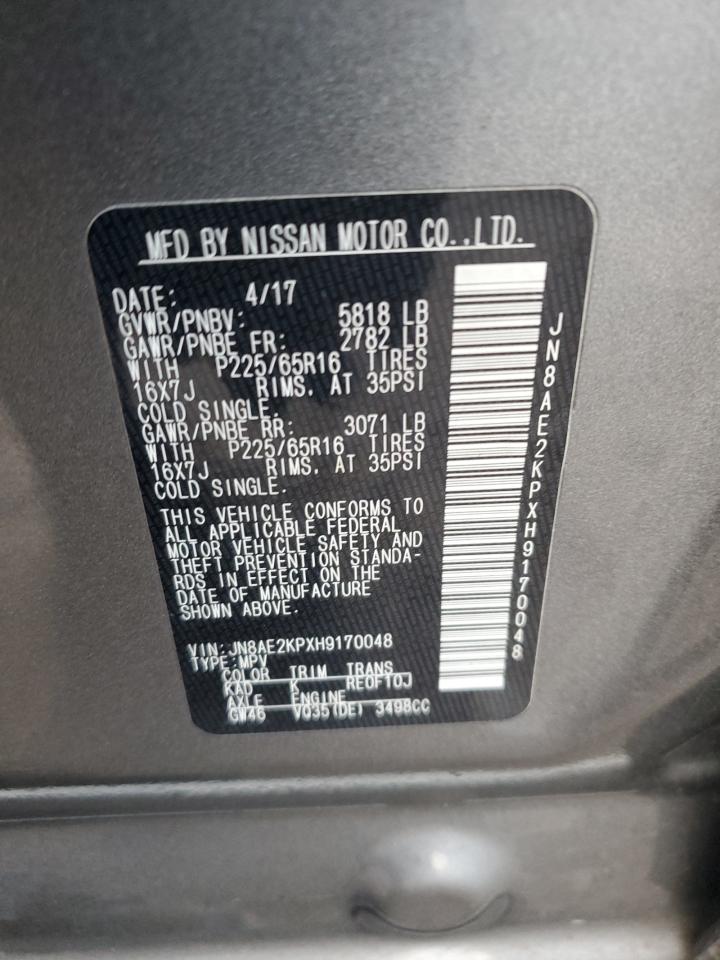 MFD BY NISSAN MOTOR CO.,LTD.
DATE: 4/17
GVWR/PNBV: 5818 LB
GAWR/PNBE FR: 2782 LB
WITH P225/65R16 TIRES
16X7J RIMS, AT 35PSI
COLD SINGLE.
GAWR/PNBE RR: 3071 LB
WITH P225/65R16 TIRES
16X7J RIMS, AT 35PSI
COLD SINGLE.
THIS VEHICLE CONFORMS TO
ALL APPLICABLE FEDERAL
MOTOR VEHICLE SAFETY AND
THEFT PREVENTION STANDA-
RDS IN EFFECT ON THE
DATE OF MANUFACTURE
SHOWN ABOVE.
VIN:JN8AE2KPXH9170048
TYPE:MPV
COLOR TRIM TRANS
KAD K RE0F10J
AXLE ENGINE
GW46 VQ35(DE) 3498CC
JN8AE2KPXH9170048